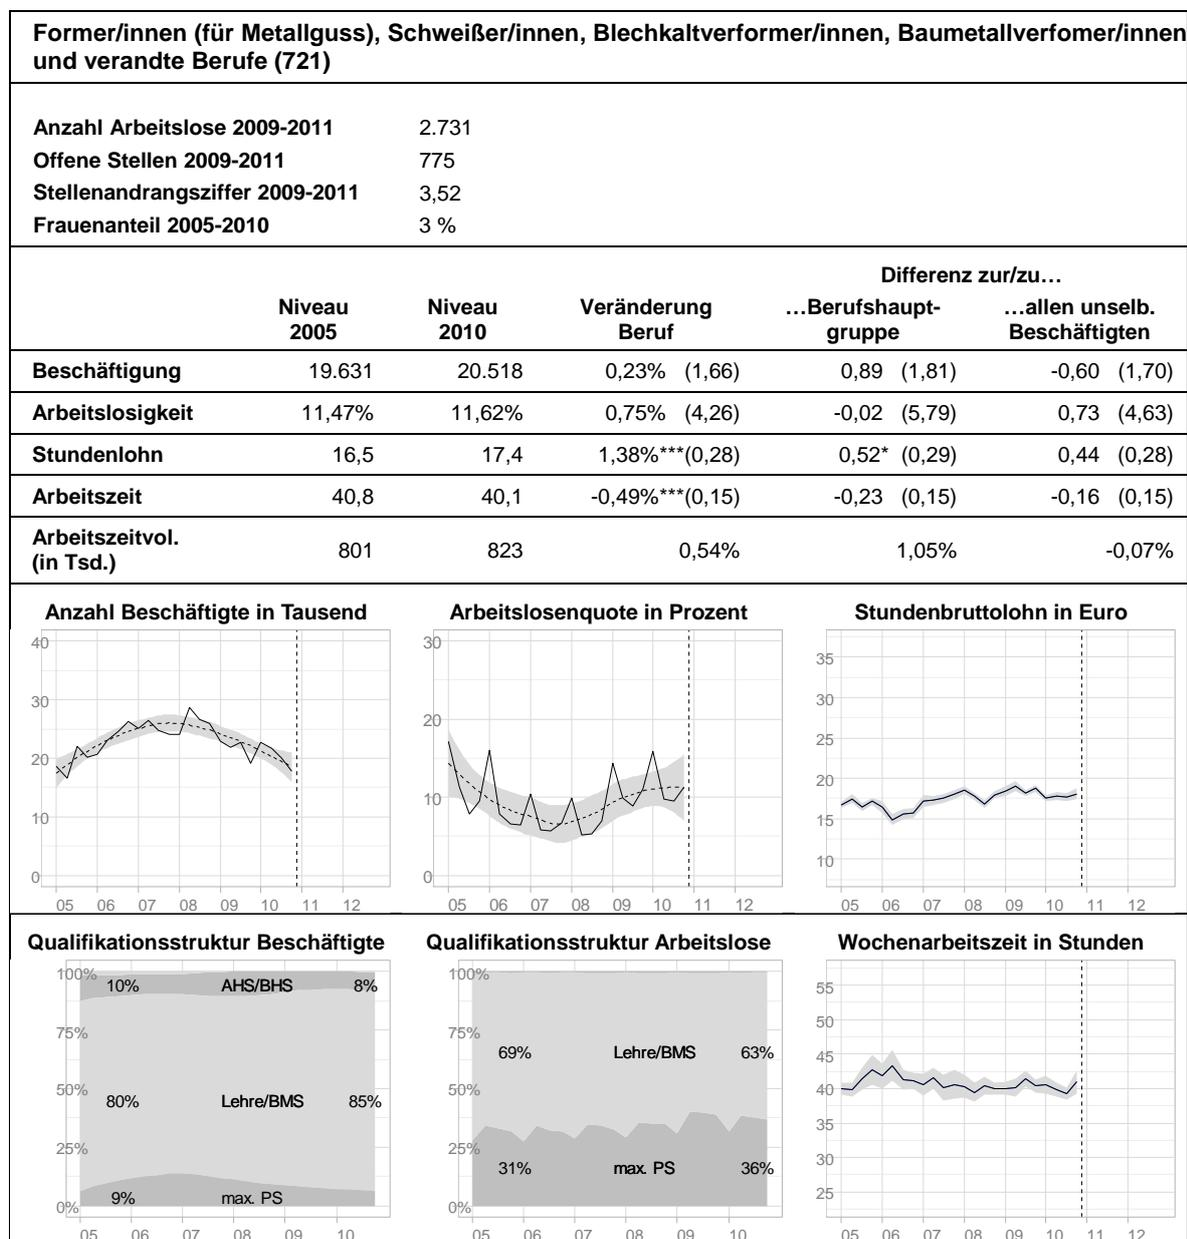 Former/innen (für Metallguss), Schweißer/innen, Blechkaltverformer/innen, Baumetallverfomer/innen
und verandte Berufe (721)
Anzahl Arbeitslose 2009-2011 2.731
Offene Stellen 2009-2011 775
Stellenandrangsziffer 2009-2011 3,52
Frauenanteil 2005-2010 3 %
Differenz zur/zu…
Niveau Niveau Veränderung …Berufshaupt- …allen unselb.
2005 2010 Beruf gruppe Beschäftigten
Beschäftigung 19.631 20.518 0,23% (1,66) 0,89 (1,81) -0,60 (1,70)
Arbeitslosigkeit 11,47% 11,62% 0,75% (4,26) -0,02 (5,79) 0,73 (4,63)
Stundenlohn 16,5 17,4 1,38%***(0,28) 0,52* (0,29) 0,44 (0,28)
Arbeitszeit 40,8 40,1 -0,49%***(0,15) -0,23 (0,15) -0,16 (0,15)
Arbeitszeitvol.
(in Tsd.) 801 823 0,54% 1,05% -0,07%
Anzahl Beschäftigte in Tausend Arbeitslosenquote in Prozent Stundenbruttolohn in Euro
40
30
20
10
0
05 06 07 08 09 10 11 12
30
20
10
0
05 06 07 08 09 10 11 12
35
30
25
20
15
10
05 06 07 08 09 10 11 12
Qualifikationsstruktur Beschäftigte Qualifikationsstruktur Arbeitslose Wochenarbeitszeit in Stunden
100%
10% AHS/BHS 8%
75%
80% Lehre/BMS 85%
50%
25%
9% max. PS
0%
05 06 07 08 09 10
100%
75%
69% Lehre/BMS 63%
50%
25%
31% max. PS 36%
0%
05 06 07 08 09 10
55
50
45
40
35
30
25
05 06 07 08 09 10 11 12